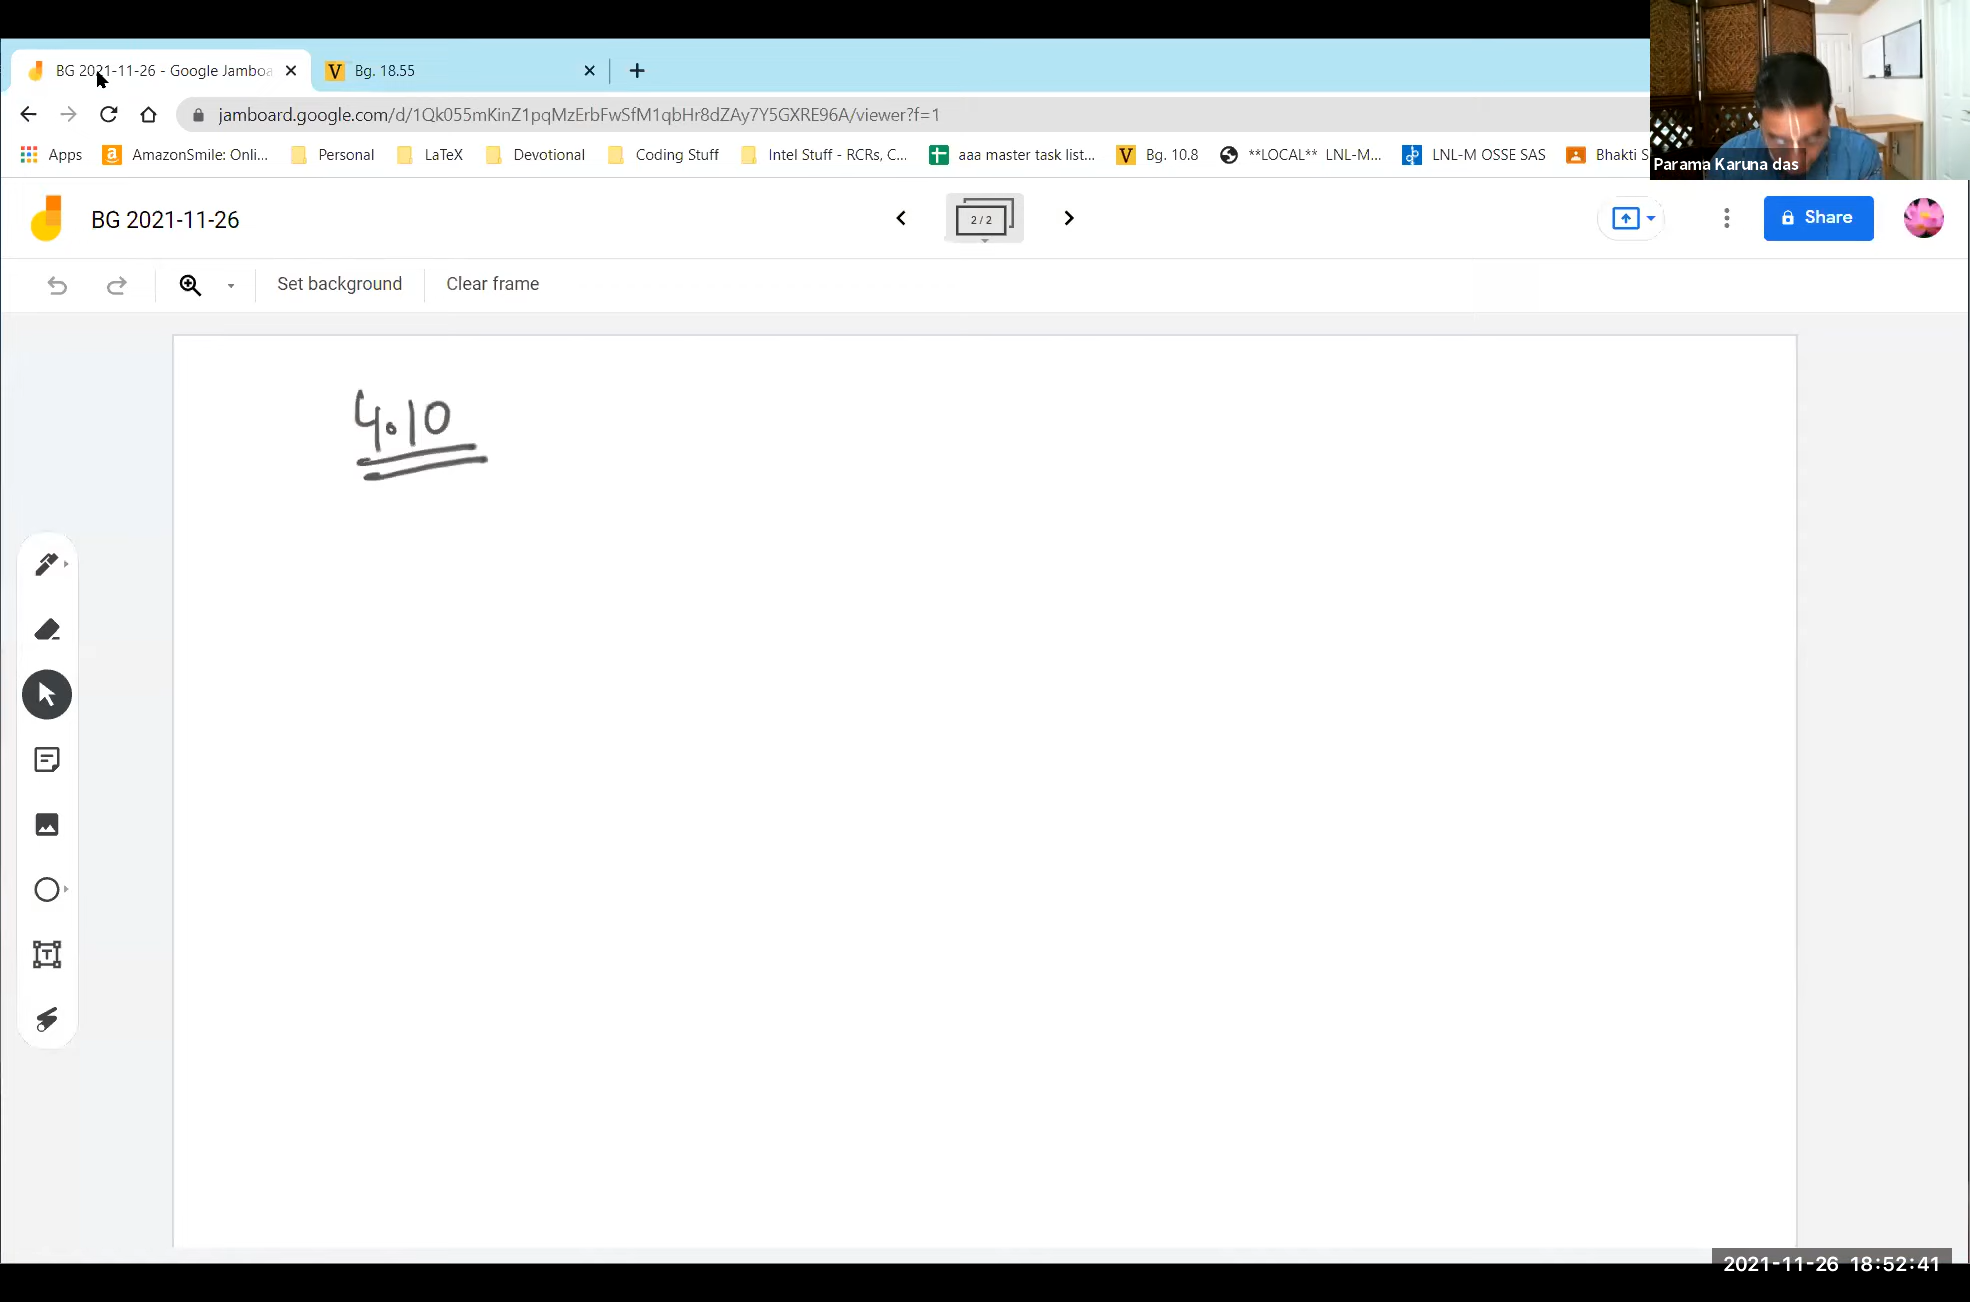 BG 2021-11-26 - Google Jamboa
Bg. 18.55
jamboard.google.com/d/1Qk055mKinZ1pqMzErbFwSfM1qbHr8dZAy7Y5GXRE96A/viewer?f=1
Apps AmazonSmile: Onli... Personal LaTeX Devotional Coding Stuff Intel Stuff - RCRs, C... aaa master task list... Bg. 10.8 **LOCAL** LNL-M... LNL-M OSSE SAS Bhakti S
Parama Karuna das
BG 2021-11-26
2 / 2
Share
Set background Clear frame
4.10
2021-11-26 18:52:41